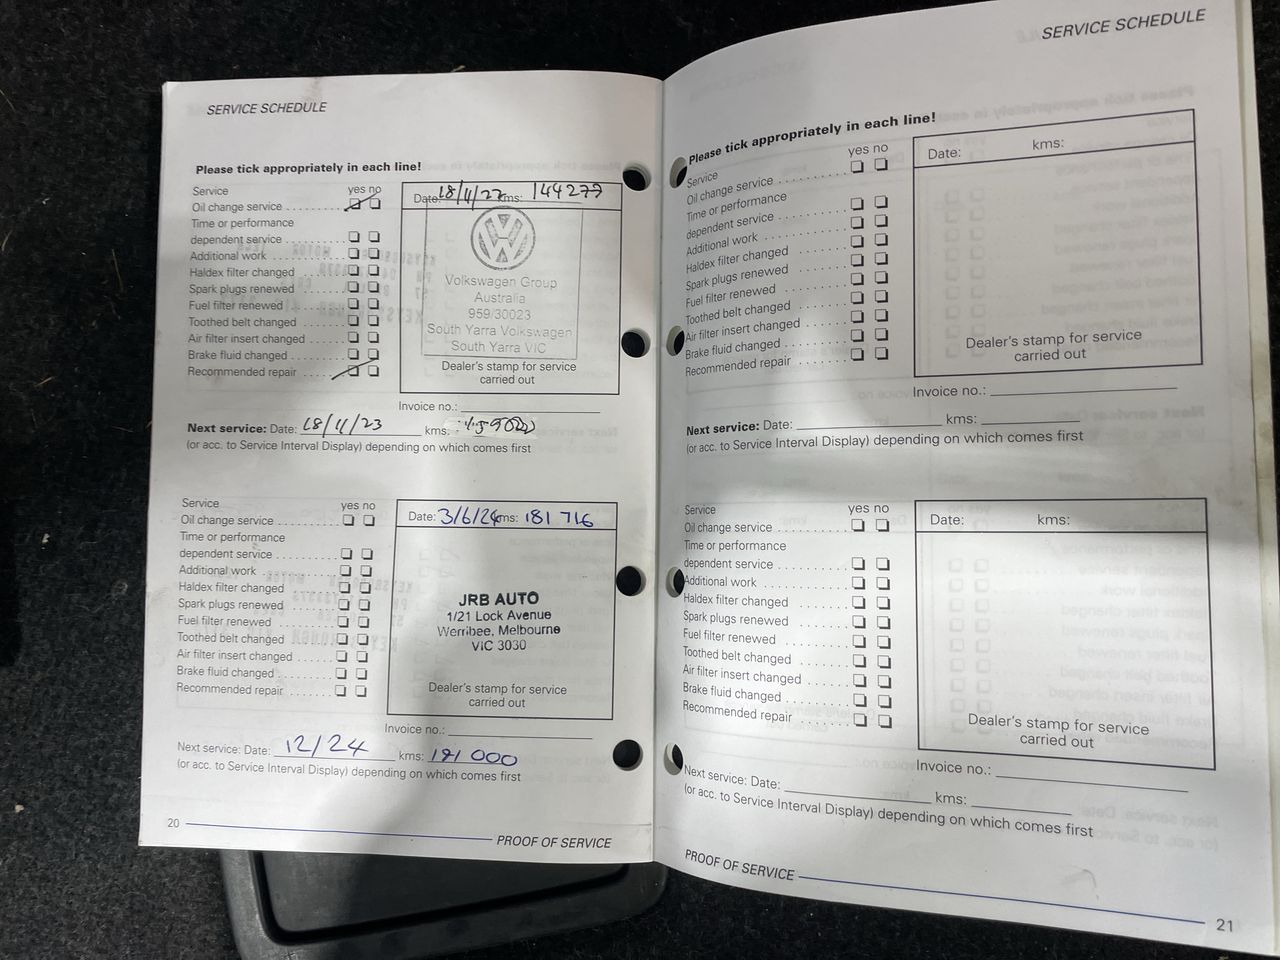 SERVICE SCHEDULE
Please tick appropriately in each line!
Service yes no
Oil change service
Time or performance
dependent service
Additional work
Haldex filter changed
Spark plugs renewed
Fuel filter renewed
Toothed belt changed
Air filter insert changed
Brake fluid changed
Recommended repair
Date: 18/11/22 kms: 144279
Volkswagen Group
Australia
959/30023
South Yarra Volkswagen
South Yarra VIC
Dealer's stamp for service
carried out
Invoice no.:
Next service: Date: 18/11/23 kms: 159000
(or acc. to Service Interval Display) depending on which comes first
Service yes no
Oil change service
Time or performance
dependent service
Additional work
Haldex filter changed
Spark plugs renewed
Fuel filter renewed
Toothed belt changed
Air filter insert changed
Brake fluid changed
Recommended repair
Date: 3/6/24 kms: 181 716
JRB AUTO
1/21 Lock Avenue
Werribee, Melbourne
VIC 3030
Dealer's stamp for service
carried out
Invoice no.:
Next service: Date: 12/24 kms: 191 000
(or acc. to Service Interval Display) depending on which comes first
20 PROOF OF SERVICE
SERVICE SCHEDULE
Please tick appropriately in each line!
Service yes no
Oil change service
Time or performance
dependent service
Additional work
Haldex filter changed
Spark plugs renewed
Fuel filter renewed
Toothed belt changed
Air filter insert changed
Brake fluid changed
Recommended repair
Date: kms:
Dealer's stamp for service
carried out
Invoice no.:
Next service: Date: kms:
(or acc. to Service Interval Display) depending on which comes first
Service yes no
Oil change service
Time or performance
dependent service
Additional work
Haldex filter changed
Spark plugs renewed
Fuel filter renewed
Toothed belt changed
Air filter insert changed
Brake fluid changed
Recommended repair
Date: kms:
Dealer's stamp for service
carried out
Invoice no.:
Next service: Date: kms:
(or acc. to Service Interval Display) depending on which comes first
PROOF OF SERVICE 21